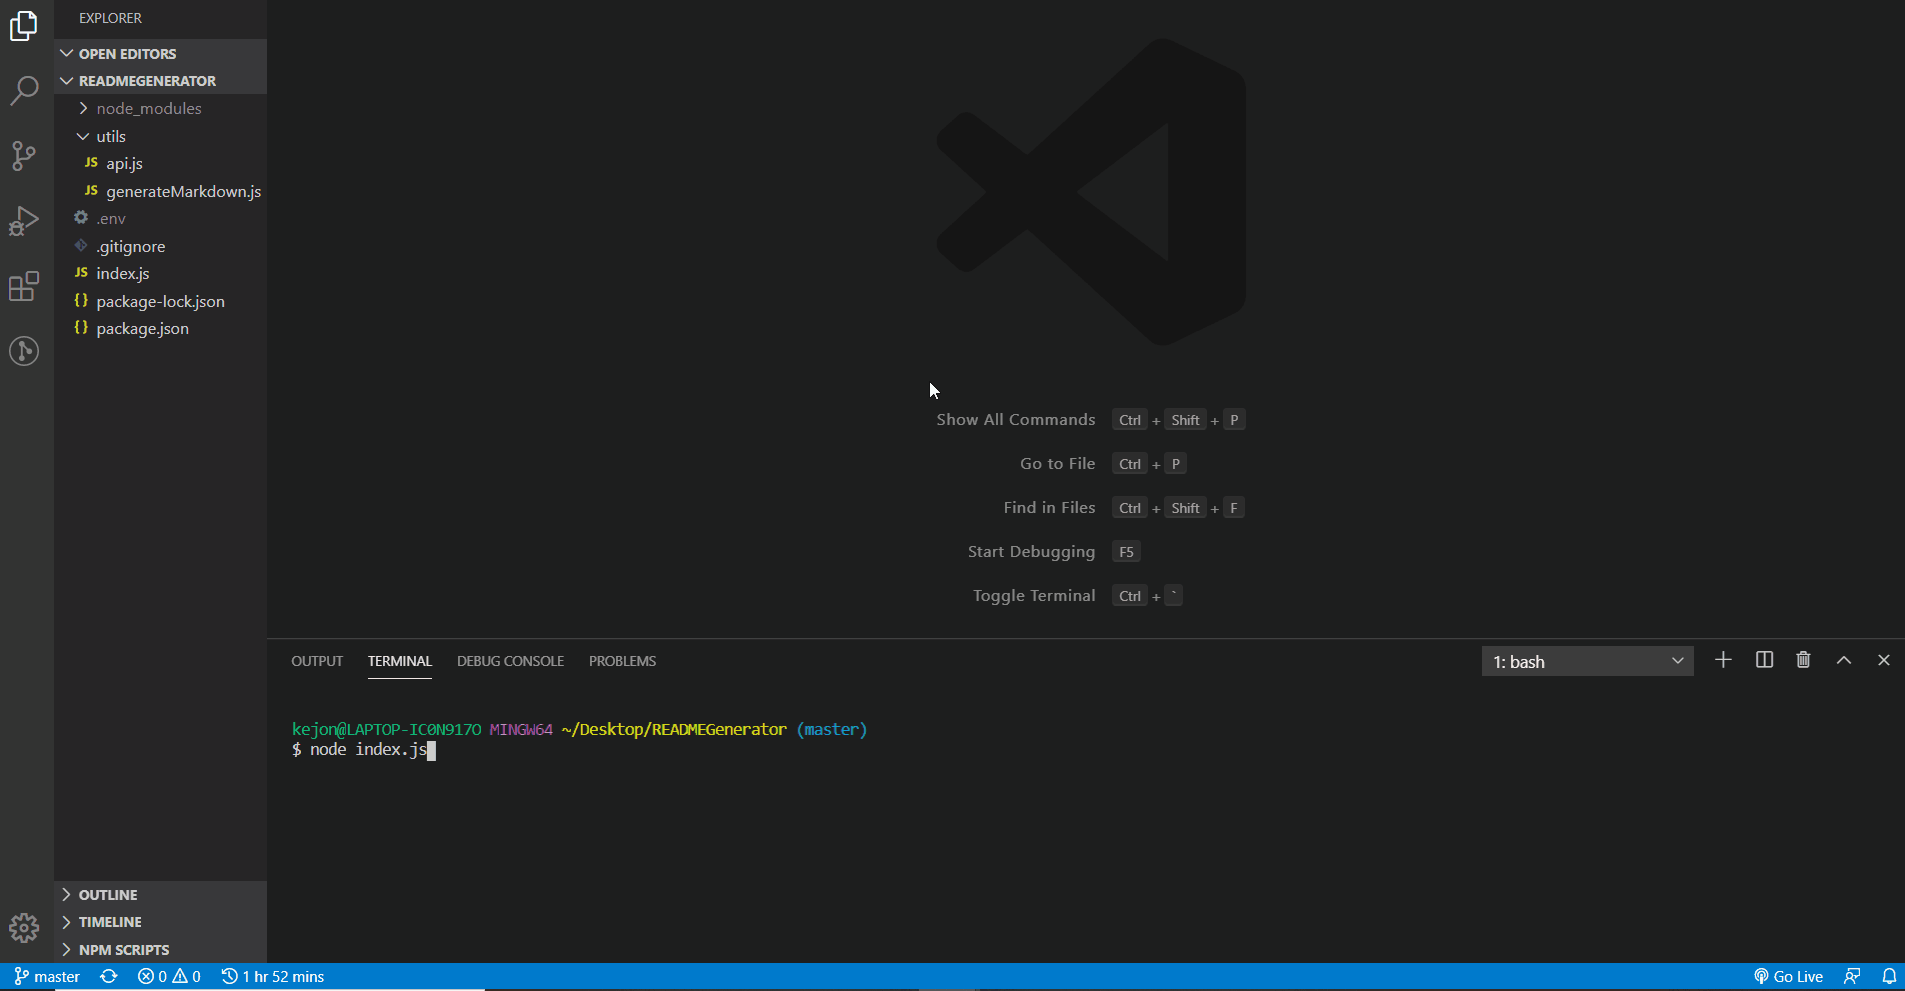 EXPLORER
OPEN EDITORS
READMEGENERATOR
node_modules
utils
JS api.js
JS generateMarkdown.js
.env
.gitignore
JS index.js
{} package-lock.json
{} package.json
OUTLINE
TIMELINE
NPM SCRIPTS
Show All Commands Ctrl + Shift + P
Go to File Ctrl + P
Find in Files Ctrl + Shift + F
Start Debugging F5
Toggle Terminal Ctrl + `
OUTPUT TERMINAL DEBUG CONSOLE PROBLEMS 1: bash
kejon@LAPTOP-IC0N917O MINGW64 ~/Desktop/READMEGenerator (master)
$ node index.js
master 0 0 1 hr 52 mins Go Live